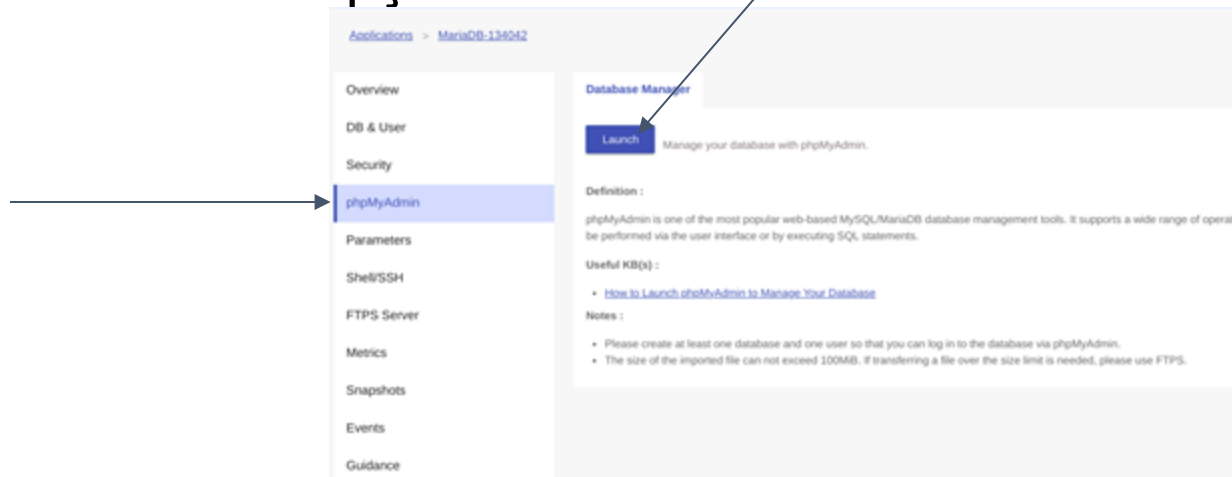 Applications > MariaDB-134042
Overview
DB & User
Security
phpMyAdmin
Parameters
Shell/SSH
FTPS Server
Metrics
Snapshots
Events
Guidance
Database Manager
Launch
Manage your database with phpMyAdmin.
Definition :
phpMyAdmin is one of the most popular web-based MySQL/MariaDB database management tools. It supports a wide range of
be performed via the user interface or by executing SQL statements.
Useful KB(s) :
• How to Launch phpMyAdmin to Manage Your Database
Notes :
• Please create at least one database and one user so that you can log in to the database via phpMyAdmin.
• The size of the imported file can not exceed 100MiB. If transferring a file over the size limit is needed, please use FTPS.